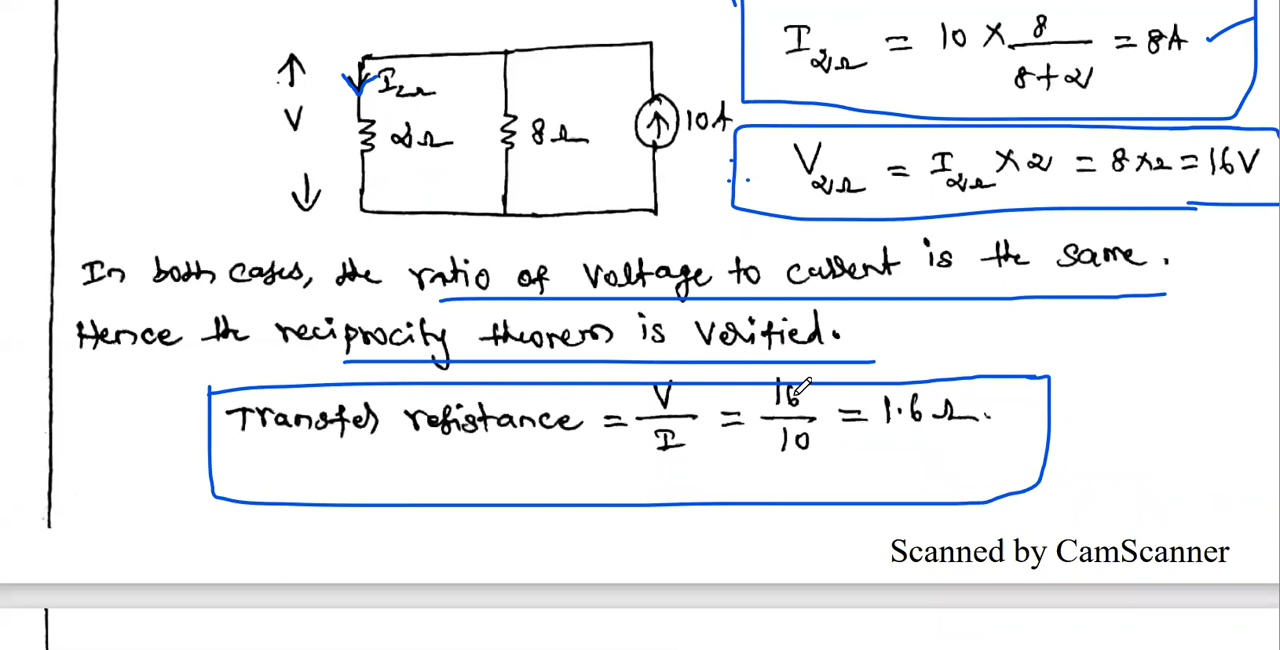 I2Ω = 10 × 8/(8+2) = 8A
V
I2Ω
2Ω
8Ω
10A
V2Ω = I2Ω × 2 = 8×2 = 16V
In both cases, the ratio of voltage to current is the same.
Hence the reciprocity theorem is verified.
Transfer resistance = V/I = 16/10 = 1.6 Ω.
Scanned by CamScanner